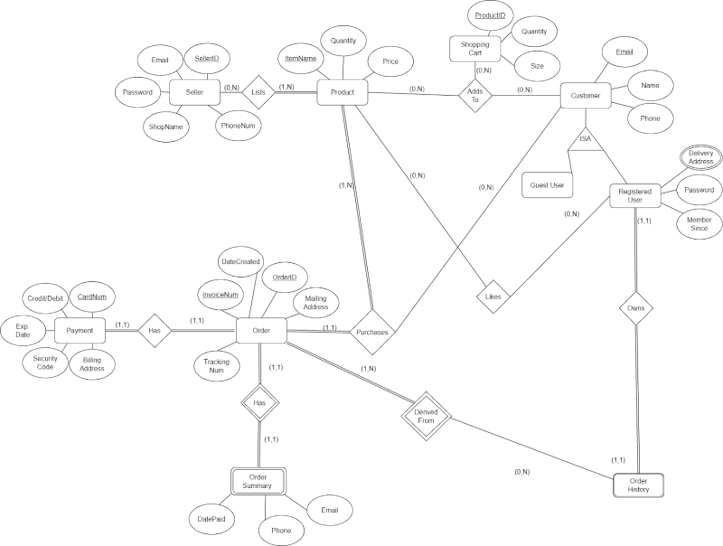 ProductID
Quantity
Shopping
Cart
Size
(0,N)
Email
SellerID
Password
Seller
ShopName
PhoneNum
(0,N)
Lists
(1,N)
ItemName
Quantity
Price
Product
(0,N)
Adds
To
(0,N)
Customer
Email
Name
Phone
ISA
Guest User
Registered
User
Delivery
Address
Password
Member
Since
(1,N)
(0,N)
(0,N)
(0,N)
(1,1)
Likes
Owns
DateCreated
OrderID
InvoiceNum
Mailing
Address
Order
Tracking
Num
Credit/Debit
CardNum
Exp.
Date
Payment
Security
Code
Billing
Address
(1,1)
Has
(1,1)
(1,1)
Purchases
(1,1)
Has
(1,1)
(1,N)
Derived
From
(0,N)
(1,1)
Order
History
Order
Summary
DatePaid
Phone
Email